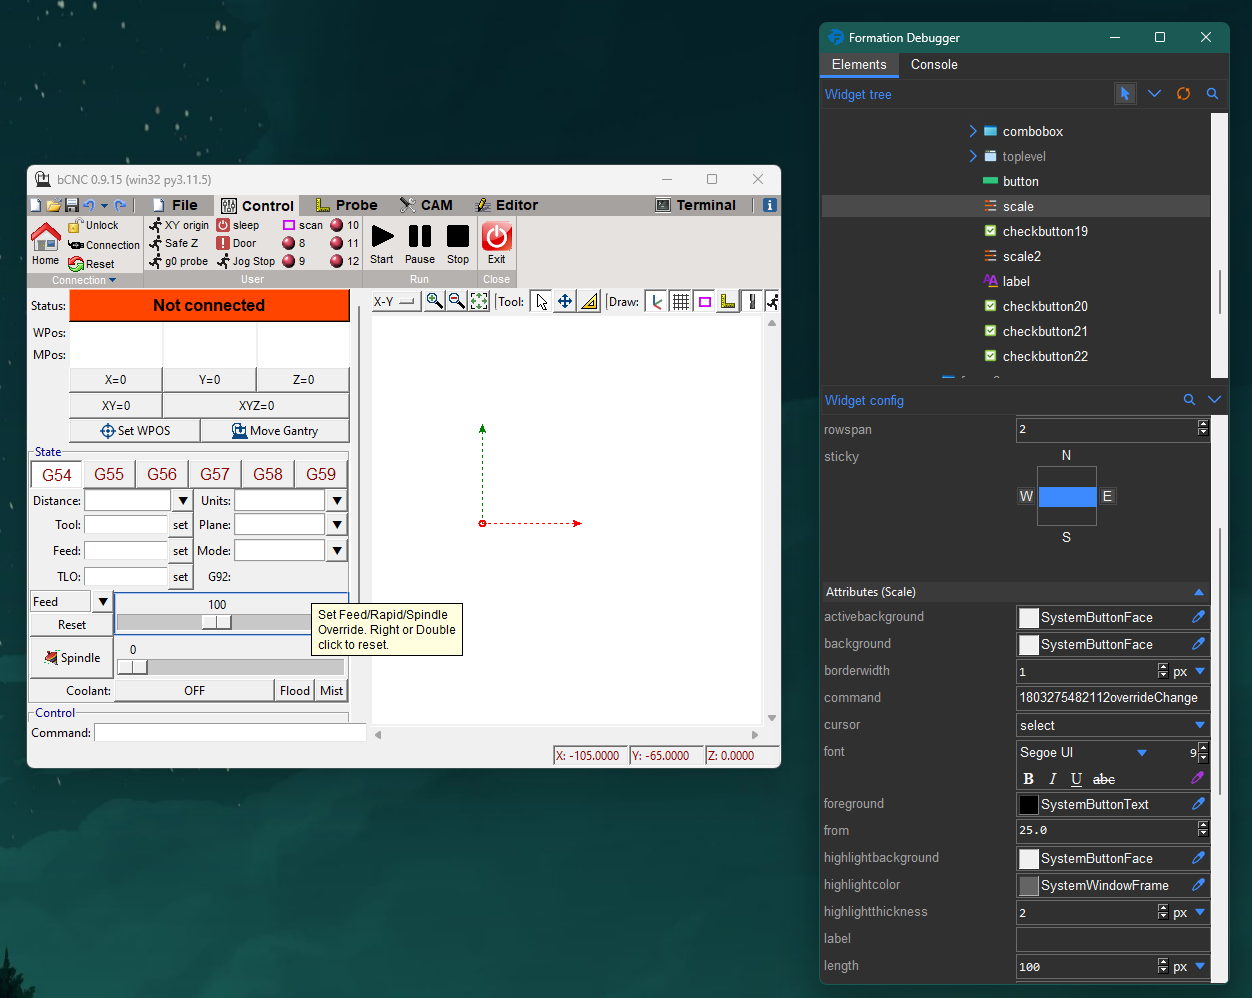 bCNC 0.9.15 (win32 py3.11.5)
File
Control
Probe
CAM
Editor
Terminal
Home
Unlock
Connection
Reset
Connection
XY origin
Safe Z
g0 probe
sleep
Door
Jog Stop
scan
8
9
10
11
12
User
Start
Pause
Stop
Run
Exit
Close
Status:
Not connected
WPos:
MPos:
X=0
Y=0
Z=0
XY=0
XYZ=0
Set WPOS
Move Gantry
State
G54
G55
G56
G57
G58
G59
Distance:
Units:
Tool:
set
Plane:
Feed:
set
Mode:
TLO:
set
G92:
Feed
100
Reset
Spindle
0
Coolant:
OFF
Flood
Mist
Control
Command:
X-Y
Tool:
Draw:
Set Feed/Rapid/Spindle
Override. Right or Double
click to reset.
X: -105.0000
Y: -65.0000
Z: 0.0000
Formation Debugger
Elements
Console
Widget tree
combobox
toplevel
button
scale
checkbutton19
scale2
label
checkbutton20
checkbutton21
checkbutton22
Widget config
rowspan
2
sticky
N
W
E
S
Attributes (Scale)
activebackground
SystemButtonFace
background
SystemButtonFace
borderwidth
1
px
command
1803275482112overrideChange
cursor
select
font
Segoe UI
9
B
I
U
abc
foreground
SystemButtonText
from
25.0
highlightbackground
SystemButtonFace
highlightcolor
SystemWindowFrame
highlightthickness
2
px
label
length
100
px